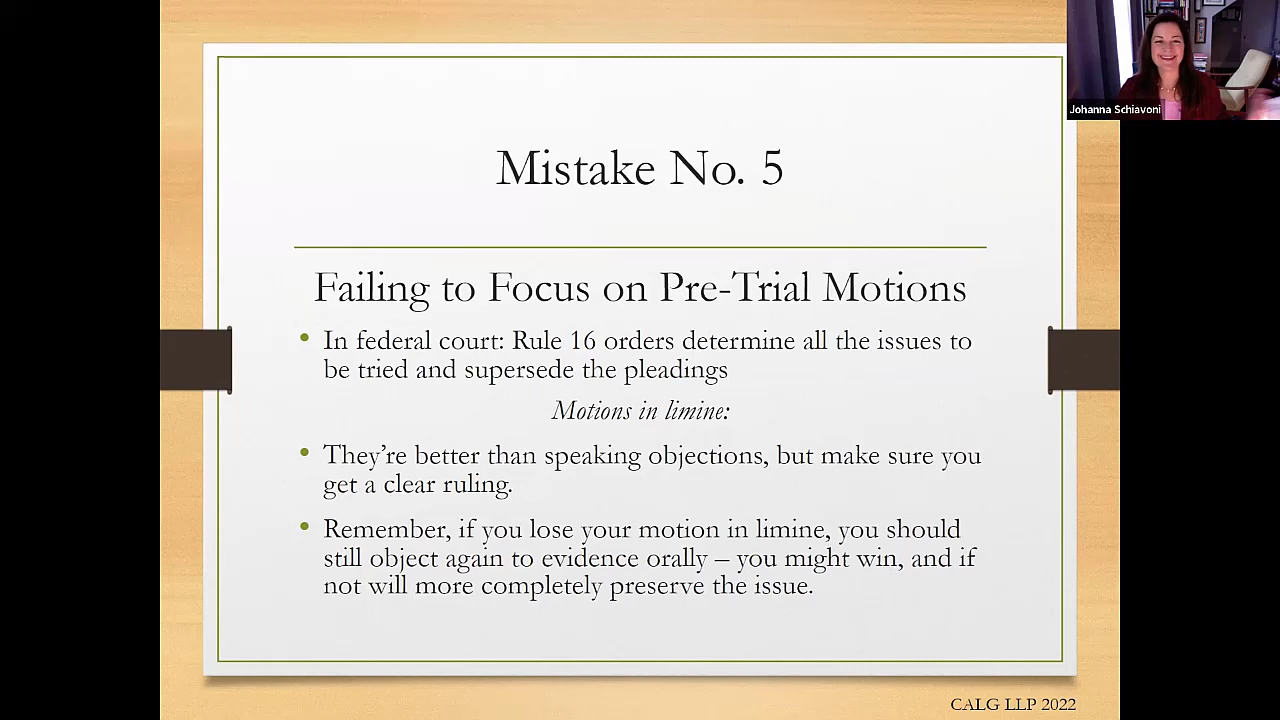 Johanna Schiavoni
Mistake No. 5
Failing to Focus on Pre-Trial Motions
• In federal court: Rule 16 orders determine all the issues to
be tried and supersede the pleadings
Motions in limine:
• They’re better than speaking objections, but make sure you
get a clear ruling.
• Remember, if you lose your motion in limine, you should
still object again to evidence orally – you might win, and if
not will more completely preserve the issue.
CALG LLP 2022